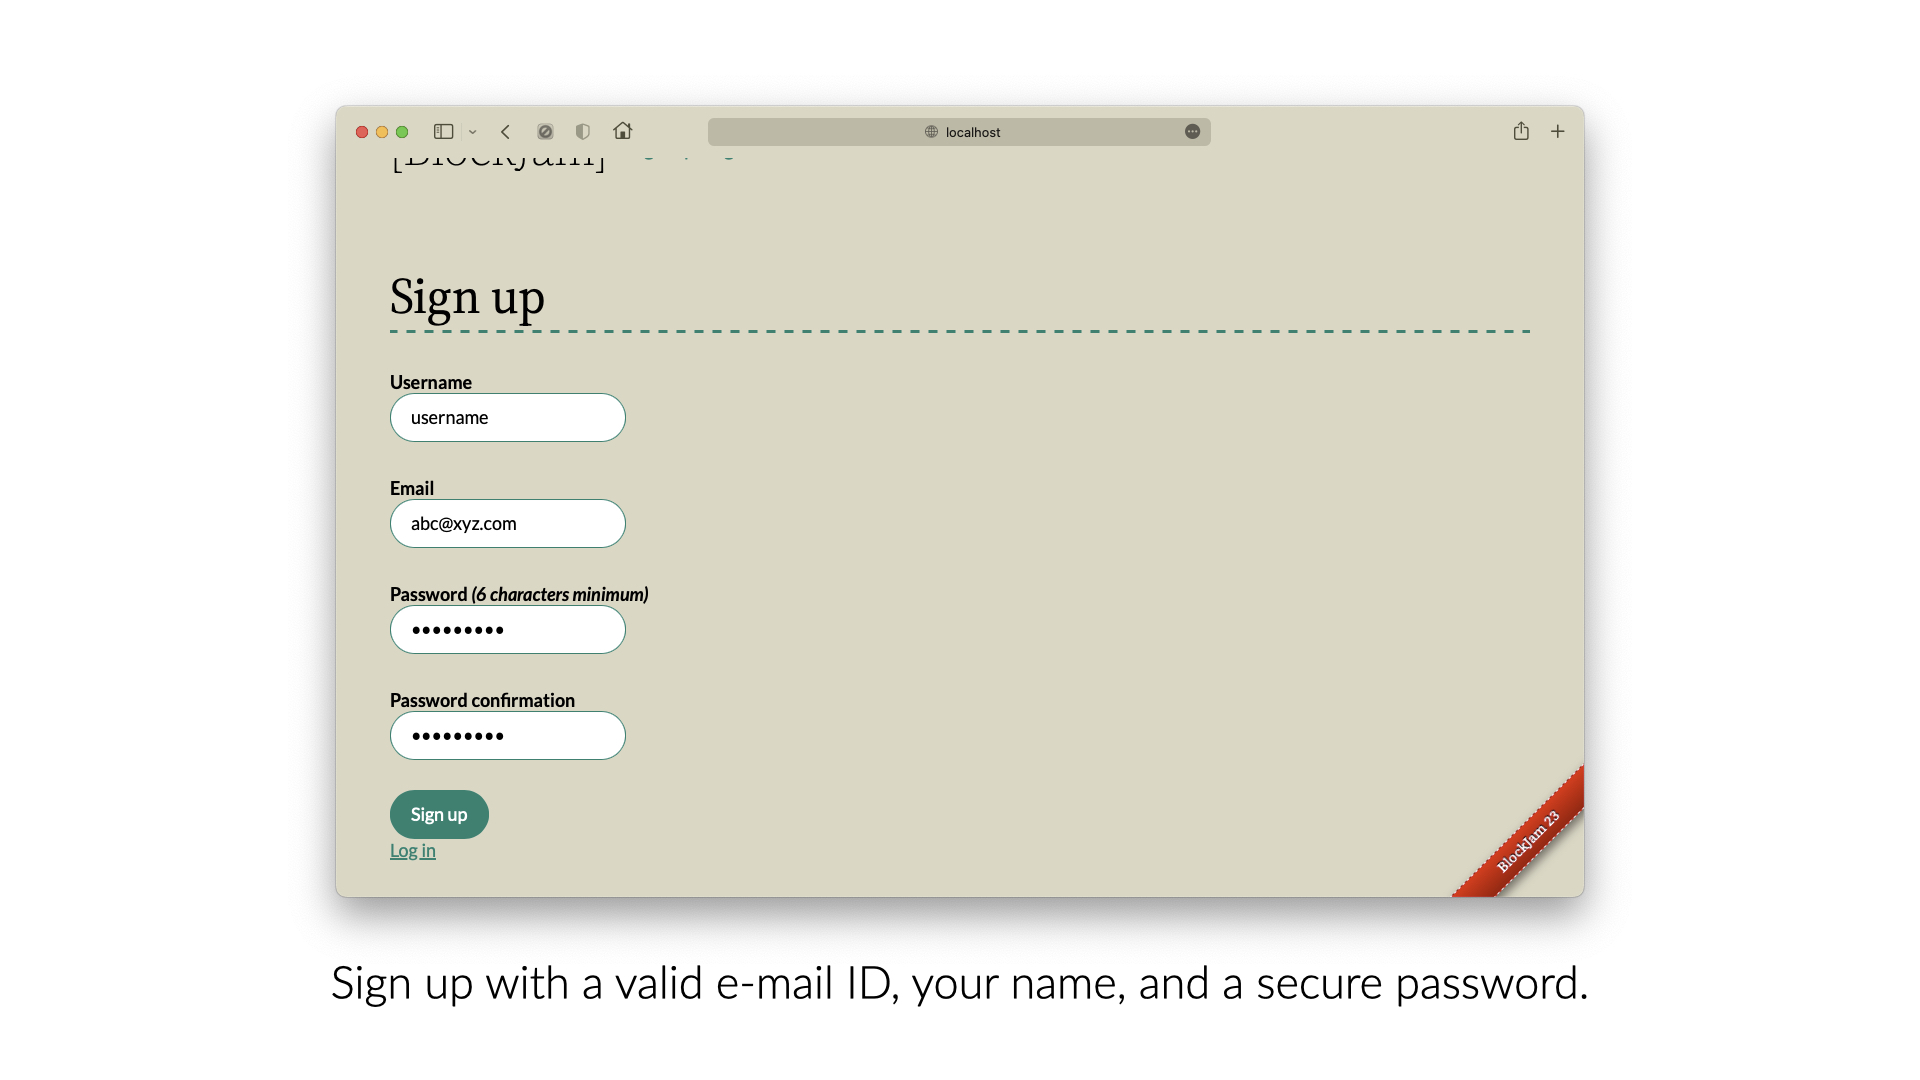 localhost
[BlockJam]
Sign up
Username
username
Email
abc@xyz.com
Password (6 characters minimum)
•••••••••
Password confirmation
•••••••••
Sign up
Log in
BlockJam 23
Sign up with a valid e-mail ID, your name, and a secure password.